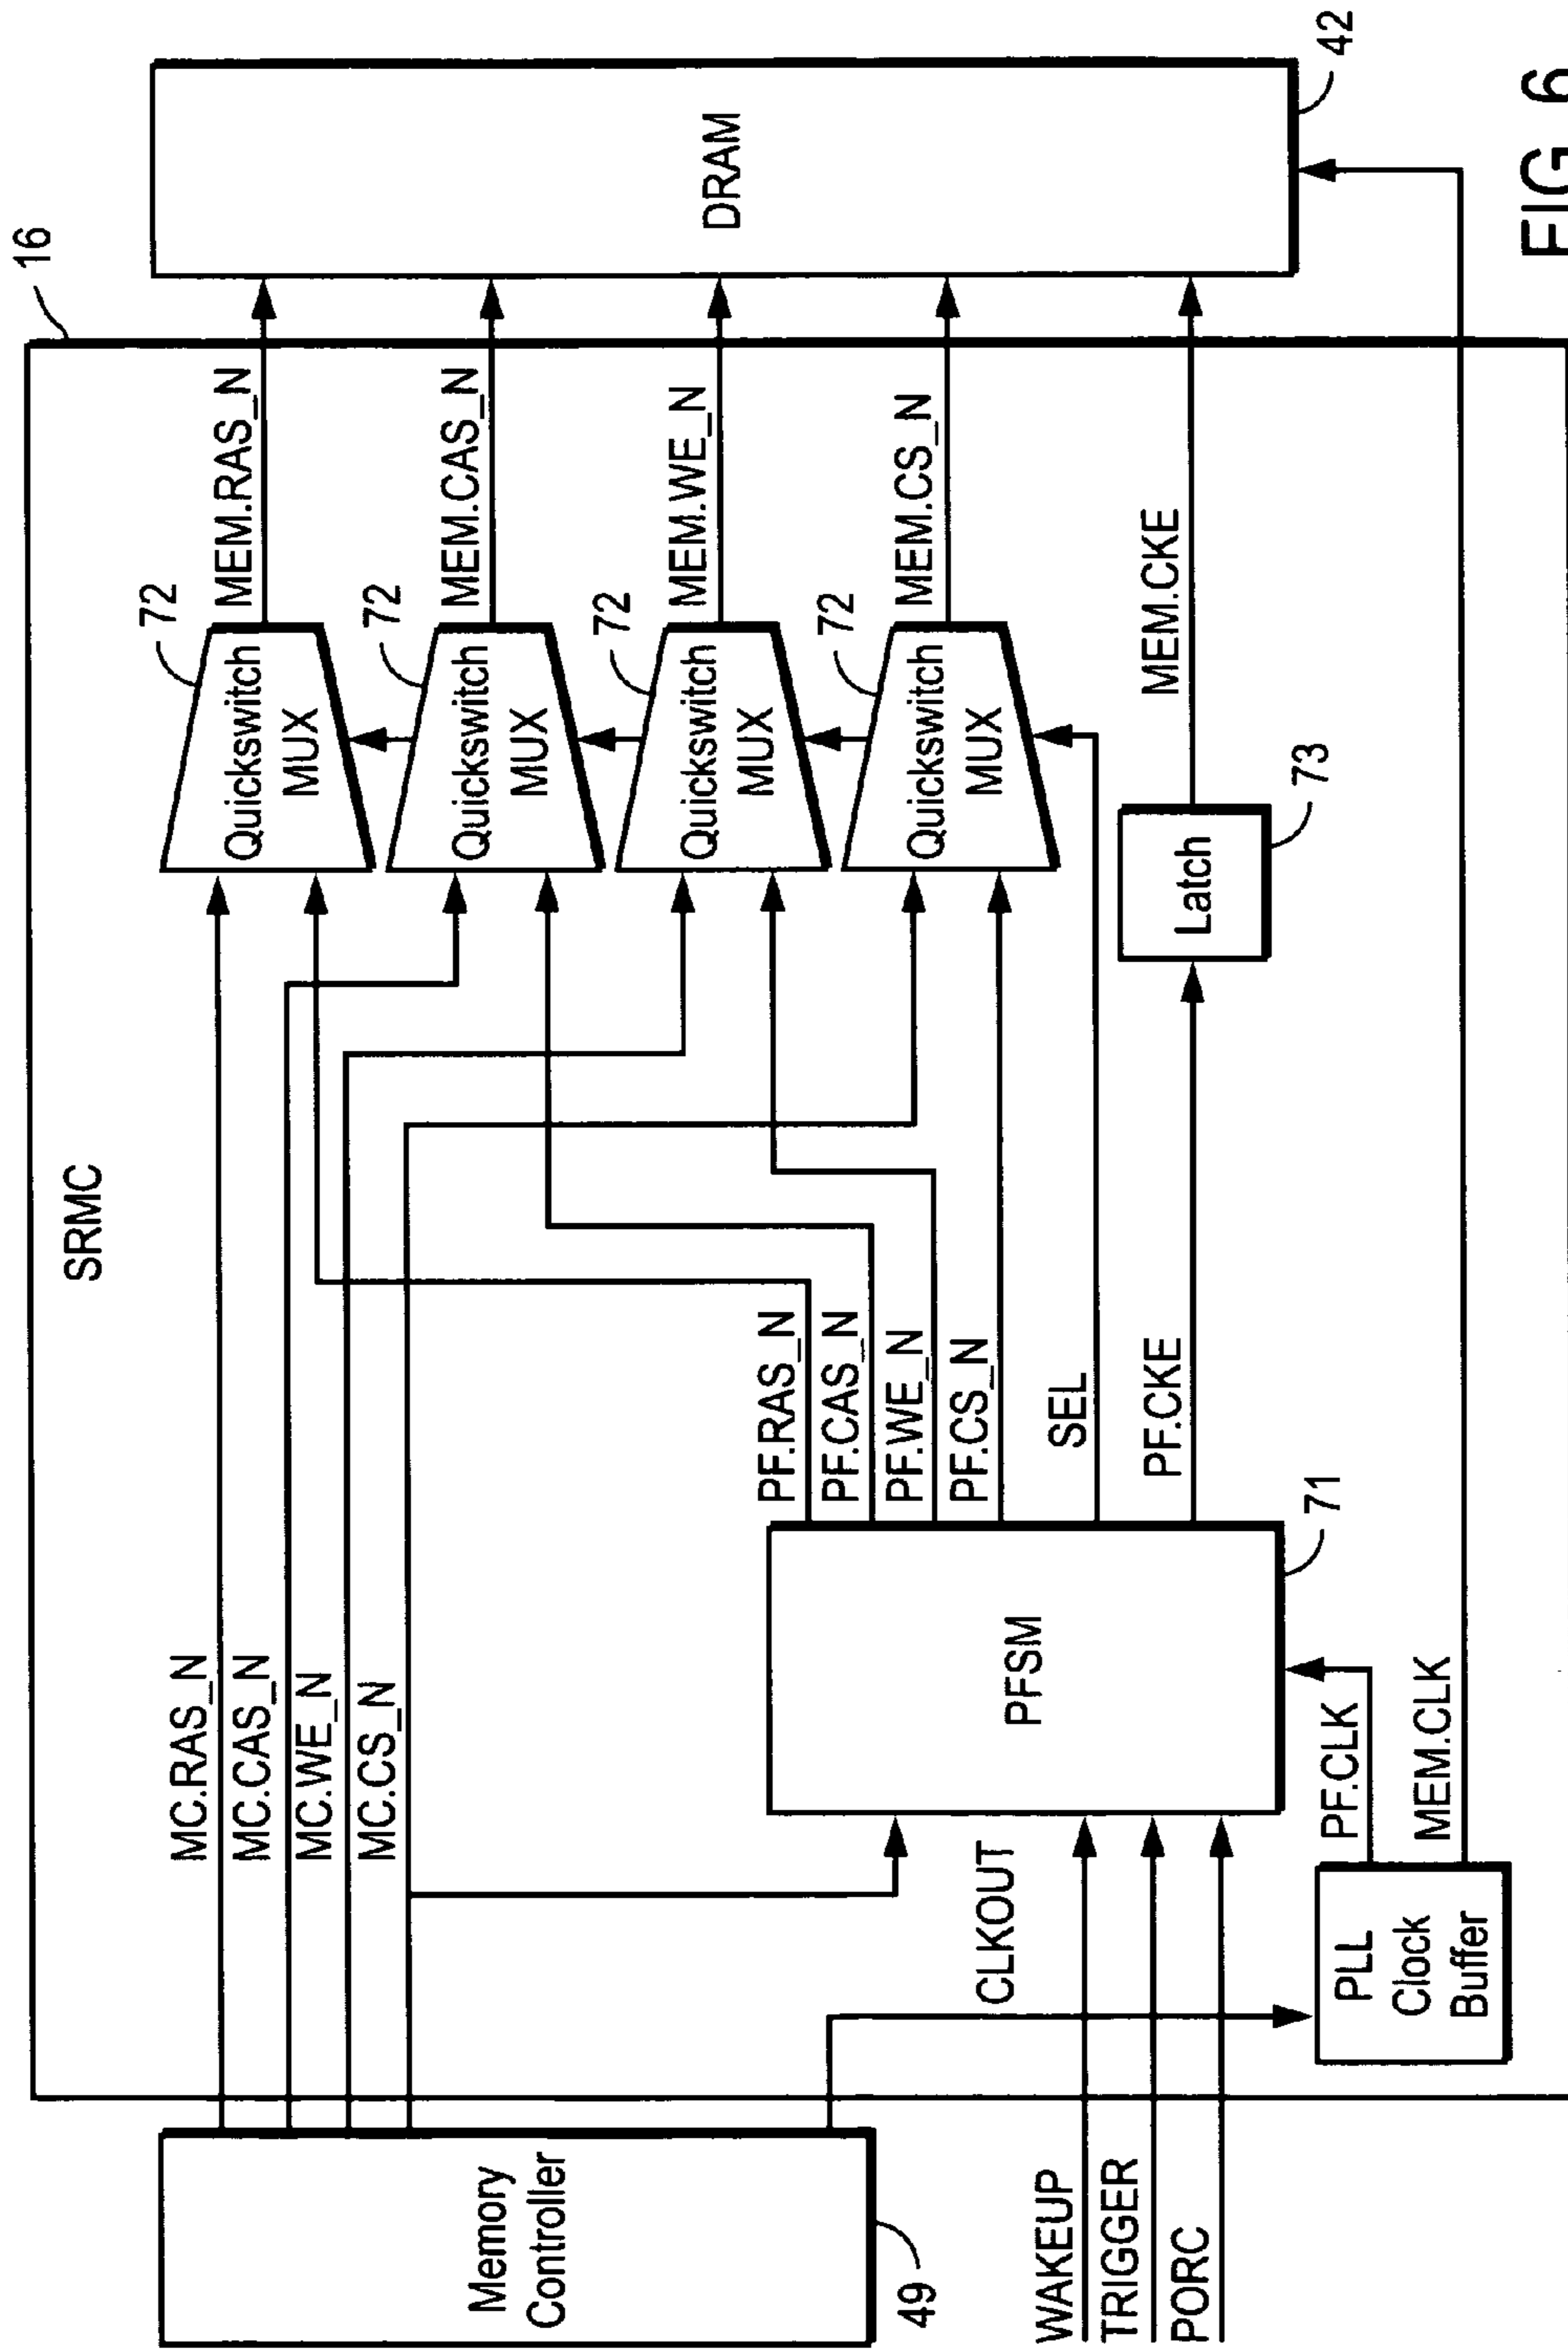 16
SRMC
Memory
Controller
49
MC.RAS_N
MC.CAS_N
MC.WE_N
MC.CS_N
Quickswitch
MUX
72
MEM.RAS_N
Quickswitch
MUX
72
MEM.CAS_N
Quickswitch
MUX
72
MEM.WE_N
Quickswitch
MUX
72
MEM.CS_N
DRAM
42
PF.RAS_N
PF.CAS_N
PF.WE_N
PF.CS_N
SEL
PF.CKE
PFSM
71
Latch
73
MEM.CKE
CLKOUT
WAKEUP
TRIGGER
PORC
PLL
Clock
Buffer
PF.CLK
MEM.CLK
FIG. 6